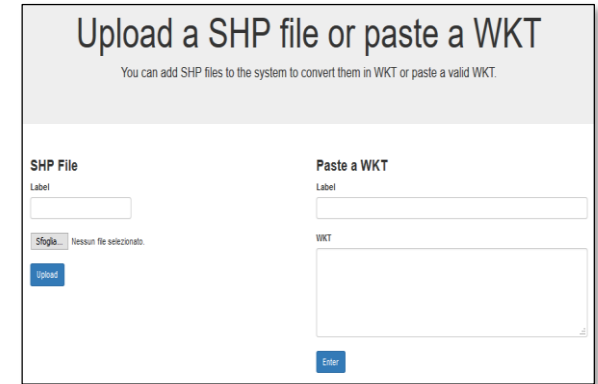 Upload a SHP file or paste a WKT
You can add SHP files to the system to convert them in WKT or paste a valid WKT.
SHP File
Label
Sfoglia... Nessun file selezionato.
Upload
Paste a WKT
Label
WKT
Enter